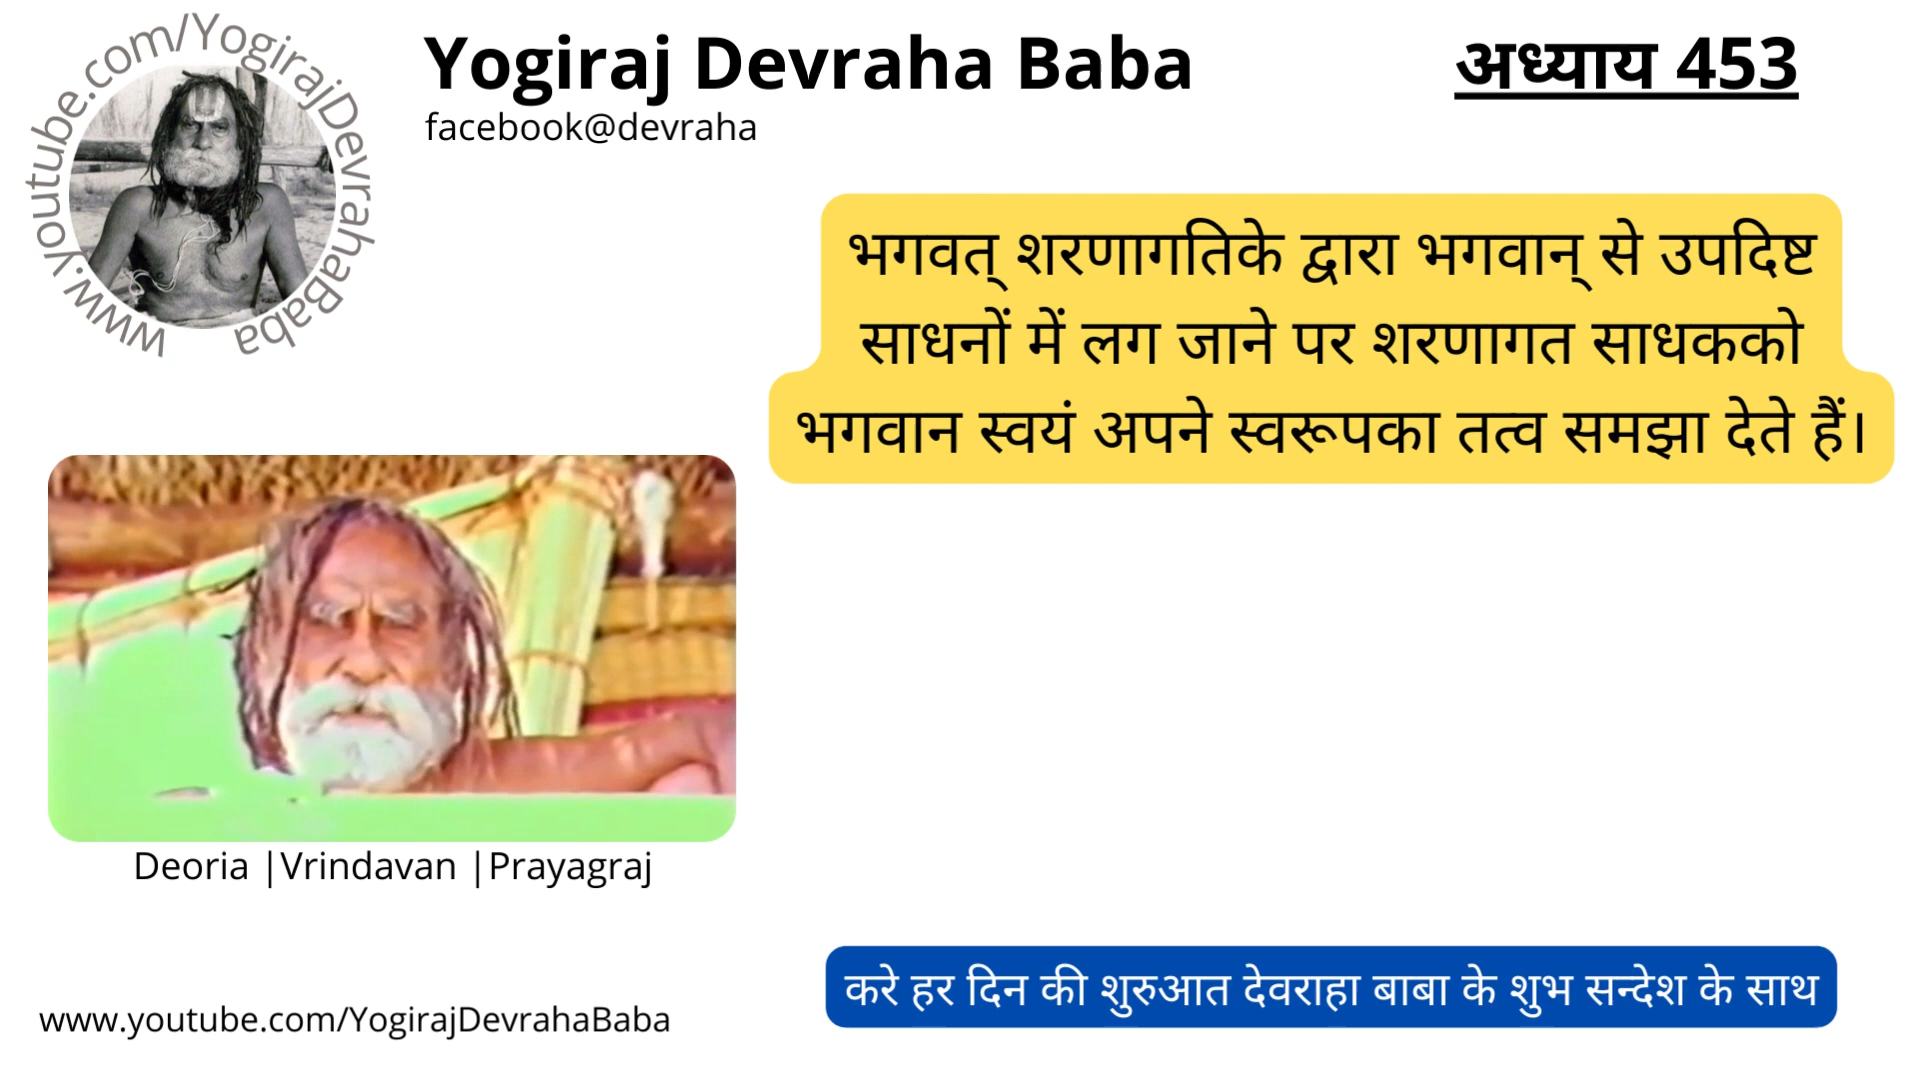 www.youtube.com/YogirajDevrahaBaba
Yogiraj Devraha Baba
facebook@devraha
अध्याय 453
भगवत् शरणागतिके द्वारा भगवान् से उपदिष्ट
साधनों में लग जाने पर शरणागत साधकको
भगवान स्वयं अपने स्वरूपका तत्व समझा देते हैं।
Deoria |Vrindavan |Prayagraj
www.youtube.com/YogirajDevrahaBaba
करे हर दिन की शुरुआत देवराहा बाबा के शुभ सन्देश के साथ